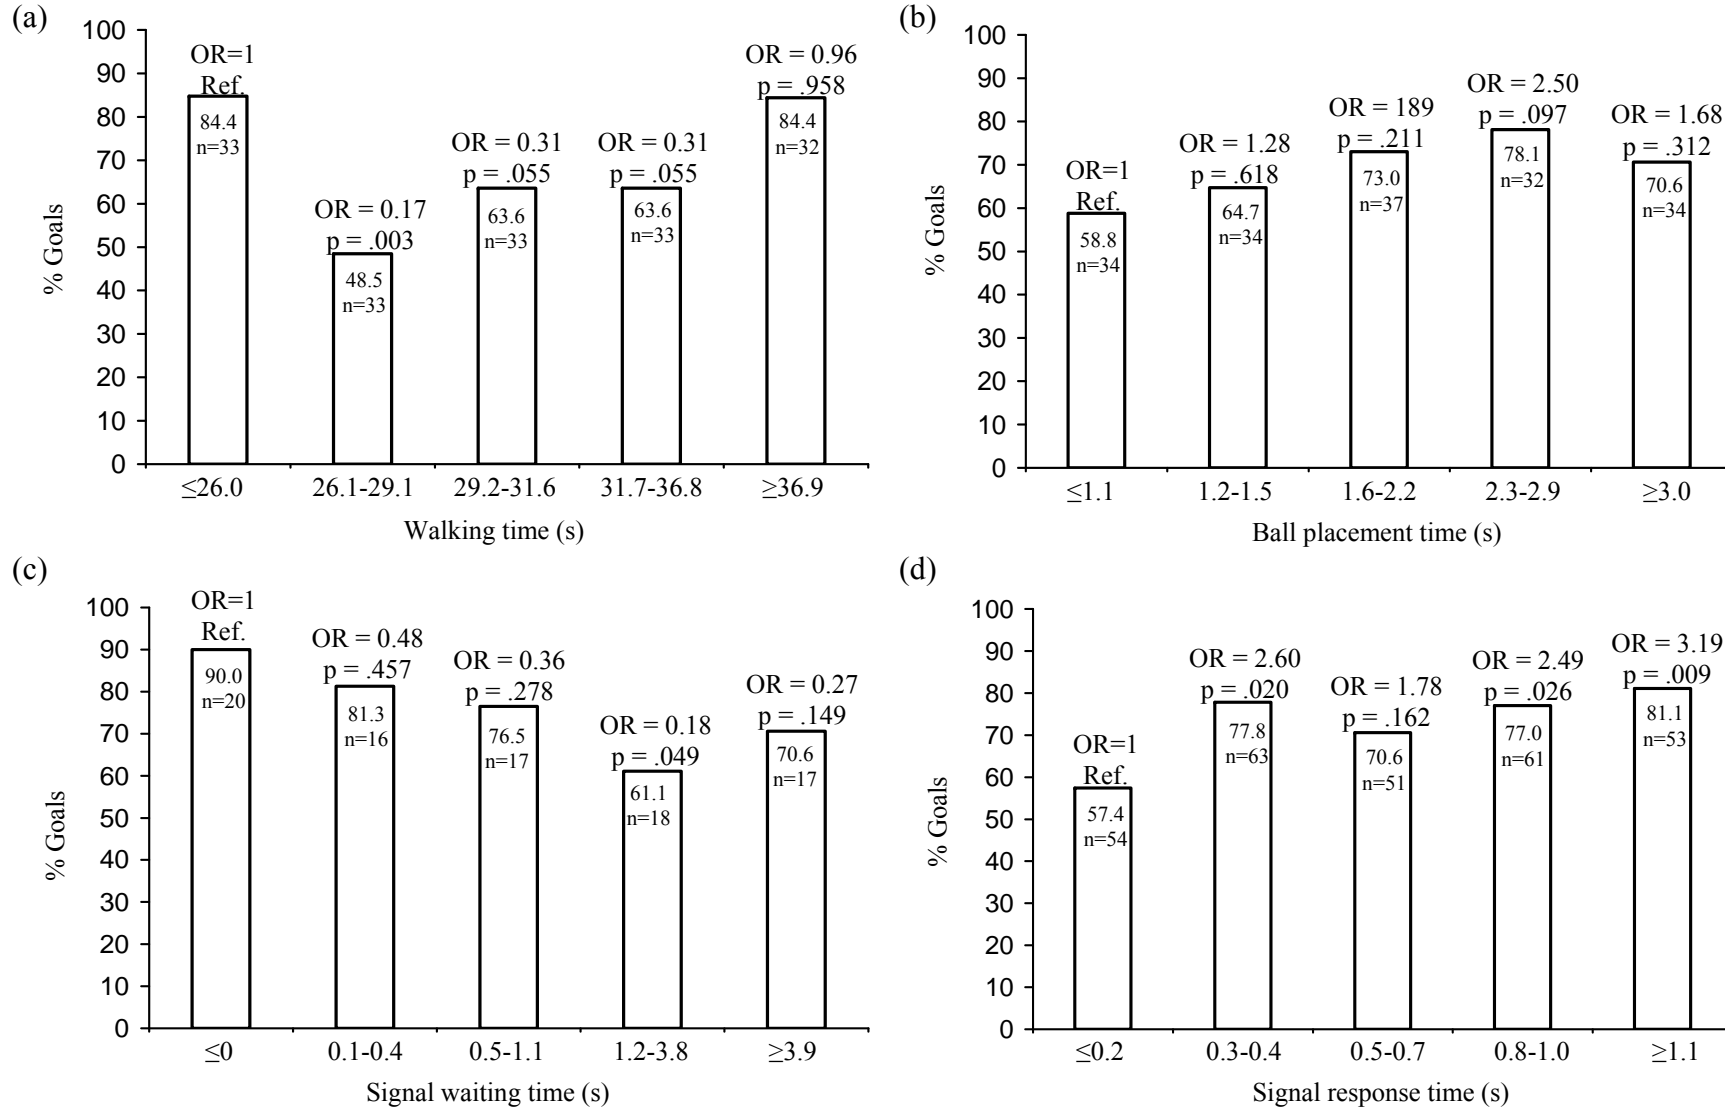 (a)
100
90
80
70
60
50
40
30
20
10
0
% Goals
OR=1
Ref.
84.4
n=33
OR = 0.17
p = .003
48.5
n=33
OR = 0.31
p = .055
63.6
n=33
OR = 0.31
p = .055
63.6
n=33
OR = 0.96
p = .958
84.4
n=32
≤26.0 26.1-29.1 29.2-31.6 31.7-36.8 ≥36.9
Walking time (s)
(b)
100
90
80
70
60
50
40
30
20
10
0
% Goals
OR=1
Ref.
58.8
n=34
OR = 1.28
p = .618
64.7
n=34
OR = 189
p = .211
73.0
n=37
OR = 2.50
p = .097
78.1
n=32
OR = 1.68
p = .312
70.6
n=34
≤1.1 1.2-1.5 1.6-2.2 2.3-2.9 ≥3.0
Ball placement time (s)
(c)
100
90
80
70
60
50
40
30
20
10
0
% Goals
OR=1
Ref.
90.0
n=20
OR = 0.48
p = .457
81.3
n=16
OR = 0.36
p = .278
76.5
n=17
OR = 0.18
p = .049
61.1
n=18
OR = 0.27
p = .149
70.6
n=17
≤0 0.1-0.4 0.5-1.1 1.2-3.8 ≥3.9
Signal waiting time (s)
(d)
100
90
80
70
60
50
40
30
20
10
0
% Goals
OR=1
Ref.
57.4
n=54
OR = 2.60
p = .020
77.8
n=63
OR = 1.78
p = .162
70.6
n=51
OR = 2.49
p = .026
77.0
n=61
OR = 3.19
p = .009
81.1
n=53
≤0.2 0.3-0.4 0.5-0.7 0.8-1.0 ≥1.1
Signal response time (s)